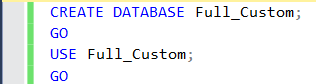 CREATE DATABASE Full_Custom;
GO
USE Full_Custom;
GO